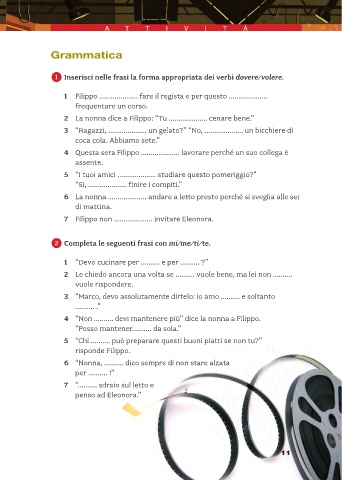 A T T I V I T À
Grammatica
1 Inserisci nelle frasi la forma appropriata dei verbi dovere/volere.
1 Filippo ................... fare il regista e per questo ...................
frequentare un corso.
2 La nonna dice a Filippo: “Tu ................... cenare bene.”
3 “Ragazzi, ................... un gelato?” “No, ................... un bicchiere di
coca cola. Abbiamo sete.”
4 Questa sera Filippo ................... lavorare perché un suo collega è
assente.
5 “I tuoi amici ................... studiare questo pomeriggio?”
“Sì, ................... finire i compiti.”
6 La nonna ................... andare a letto presto perché si sveglia alle sei
di mattina.
7 Filippo non ................... invitare Eleonora.
2 Completa le seguenti frasi con mi/me/ti/te.
1 “Devo cucinare per .......... e per .......... ?”
2 Le chiedo ancora una volta se .......... vuole bene, ma lei non ..........
vuole rispondere.
3 “Marco, devo assolutamente dirtelo: io amo .......... e soltanto
.......... .”
4 “Non .......... devi mantenere più” dice la nonna a Filippo.
“Posso mantener.......... da sola.”
5 “Chi .......... può preparare questi buoni piatti se non tu?”
risponde Filippo.
6 “Nonna, .......... dico sempre di non stare alzata
per .......... !”
7 “.......... sdraio sul letto e
penso ad Eleonora.”
11